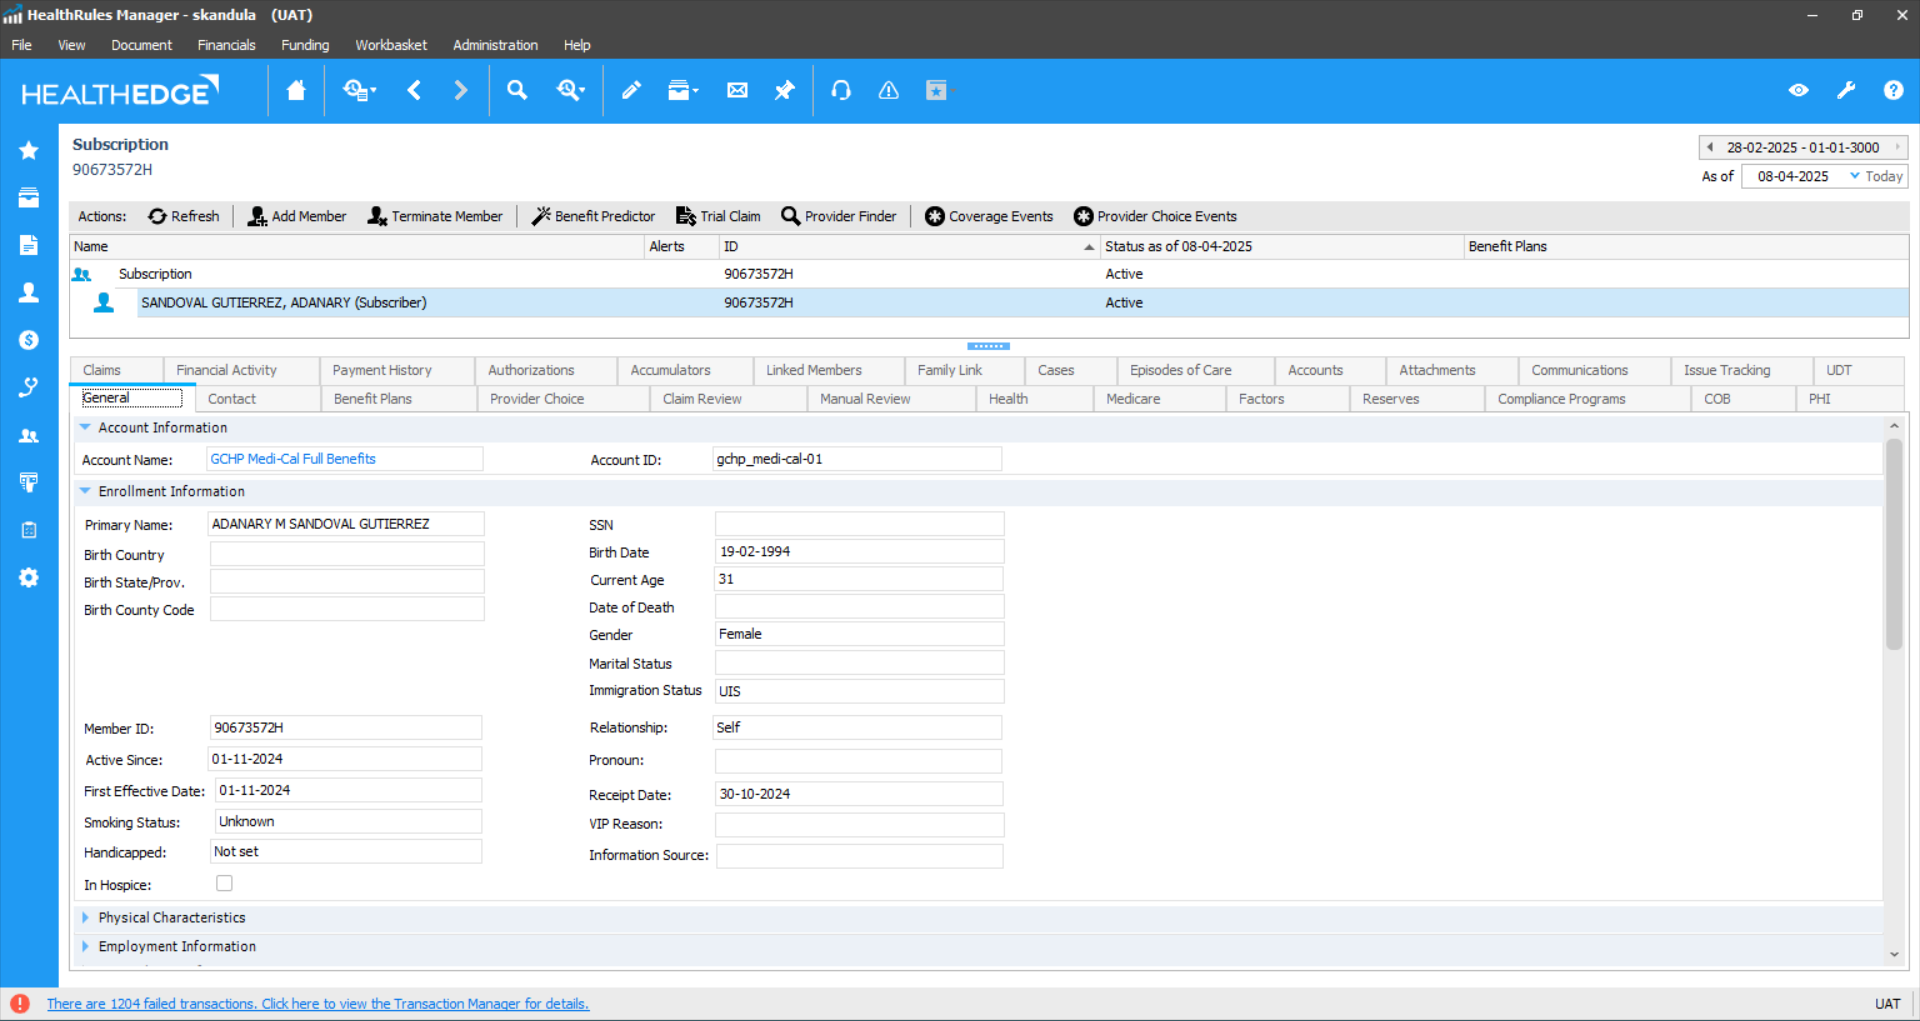 HealthRules Manager - skandula (UAT)
File View Document Financials Funding Workbasket Administration Help
HEALTHEDGE
Subscription
90673572H
28-02-2025 - 01-01-3000
As of 08-04-2025 Today
Actions: Refresh Add Member Terminate Member Benefit Predictor Trial Claim Provider Finder Coverage Events Provider Choice Events
Name Alerts ID Status as of 08-04-2025 Benefit Plans
Subscription 90673572H Active
SANDOVAL GUTIERREZ, ADANARY (Subscriber) 90673572H Active
Claims Financial Activity Payment History Authorizations Accumulators Linked Members Family Link Cases Episodes of Care Accounts Attachments Communications Issue Tracking UDT
General Contact Benefit Plans Provider Choice Claim Review Manual Review Health Medicare Factors Reserves Compliance Programs COB PHI
Account Information
Account Name: GCHP Medi-Cal Full Benefits Account ID: gchp_medi-cal-01
Enrollment Information
Primary Name: ADANARY M SANDOVAL GUTIERREZ SSN
Birth Country Birth Date 19-02-1994
Birth State/Prov. Current Age 31
Birth County Code Date of Death
Gender Female
Marital Status
Immigration Status UIS
Member ID: 90673572H Relationship: Self
Active Since: 01-11-2024 Pronoun:
First Effective Date: 01-11-2024 Receipt Date: 30-10-2024
Smoking Status: Unknown VIP Reason:
Handicapped: Not set Information Source:
In Hospice:
Physical Characteristics
Employment Information
There are 1204 failed transactions. Click here to view the Transaction Manager for details. UAT